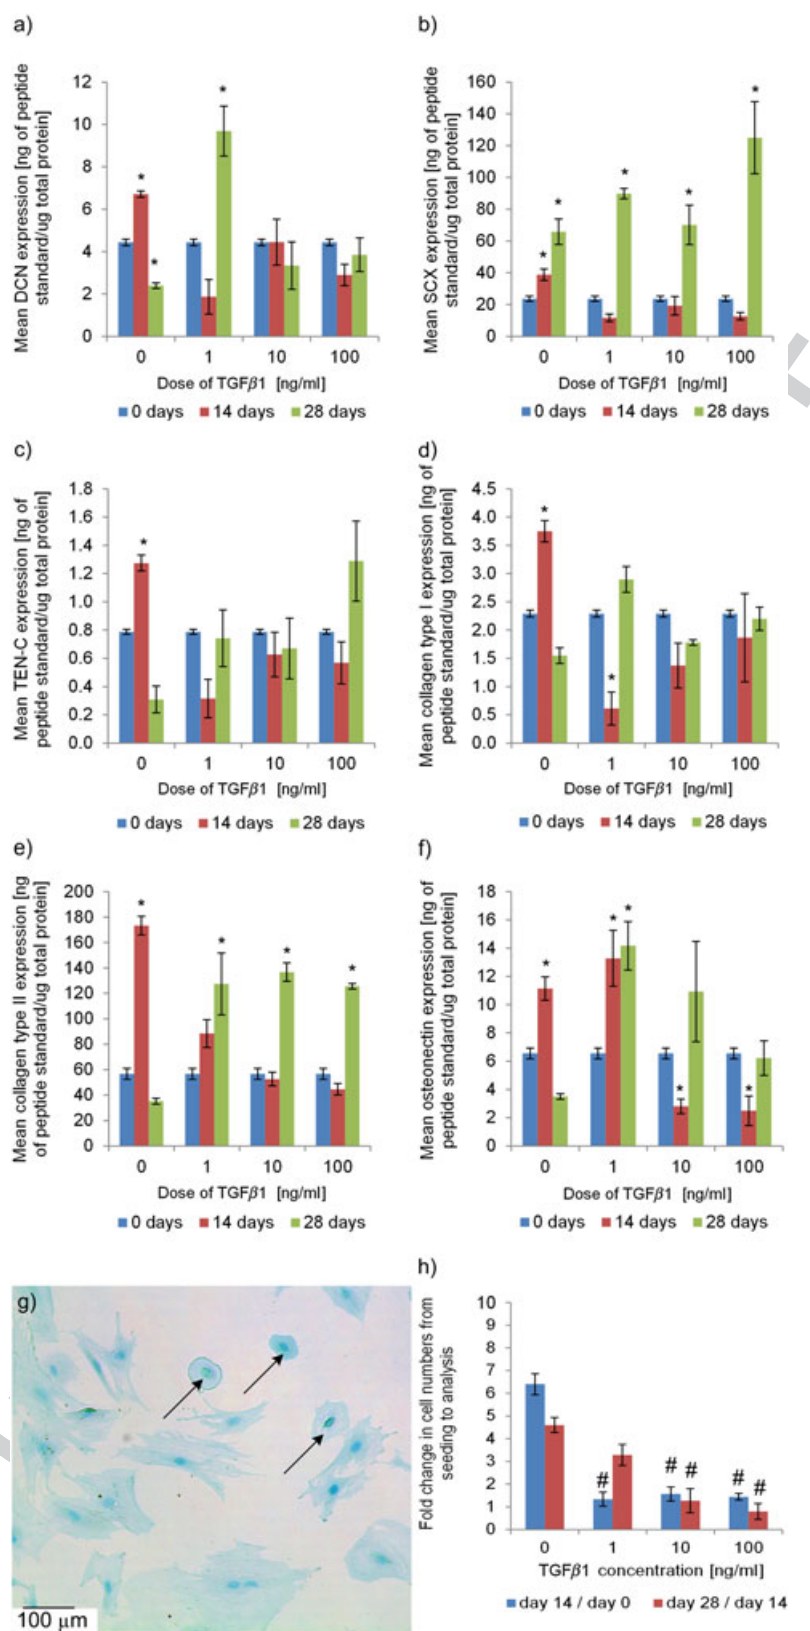 a)
Mean DCN expression [ng of peptide
standard/ug total protein]
12
10
8
6
4
2
0
* * *
0 1 10 100
Dose of TGFβ1 [ng/ml]
0 days 14 days 28 days
b)
Mean SCX expression [ng of peptide
standard/ug total protein]
160
140
120
100
80
60
40
20
0
* * * * *
0 1 10 100
Dose of TGFβ1 [ng/ml]
0 days 14 days 28 days
c)
Mean TEN-C expression [ng of
peptide standard/ug total protein]
1.8
1.6
1.4
1.2
1.0
0.8
0.6
0.4
0.2
0.0
*
0 1 10 100
Dose of TGFβ1 [ng/ml]
0 days 14 days 28 days
d)
Mean collagen type I expression [ng of
peptide standard/ug total protein]
4.5
4.0
3.5
3.0
2.5
2.0
1.5
1.0
0.5
0.0
* *
0 1 10 100
Dose of TGFβ1 [ng/ml]
0 days 14 days 28 days
e)
Mean collagen type II expression [ng
of peptide standard/ug total protein]
200
180
160
140
120
100
80
60
40
20
0
* * * *
0 1 10 100
Dose of TGFβ1 [ng/ml]
0 days 14 days 28 days
f)
Mean osteonectin expression [ng of
peptide standard/ug total protein]
18
16
14
12
10
8
6
4
2
0
* * * * *
0 1 10 100
Dose of TGFβ1 [ng/ml]
0 days 14 days 28 days
g)
100 μm
h)
Fold change in cell numbers from
seeding to analysis
10
9
8
7
6
5
4
3
2
1
0
# # # # #
0 1 10 100
TGFβ1 concentration [ng/ml]
day 14 / day 0 day 28 / day 14